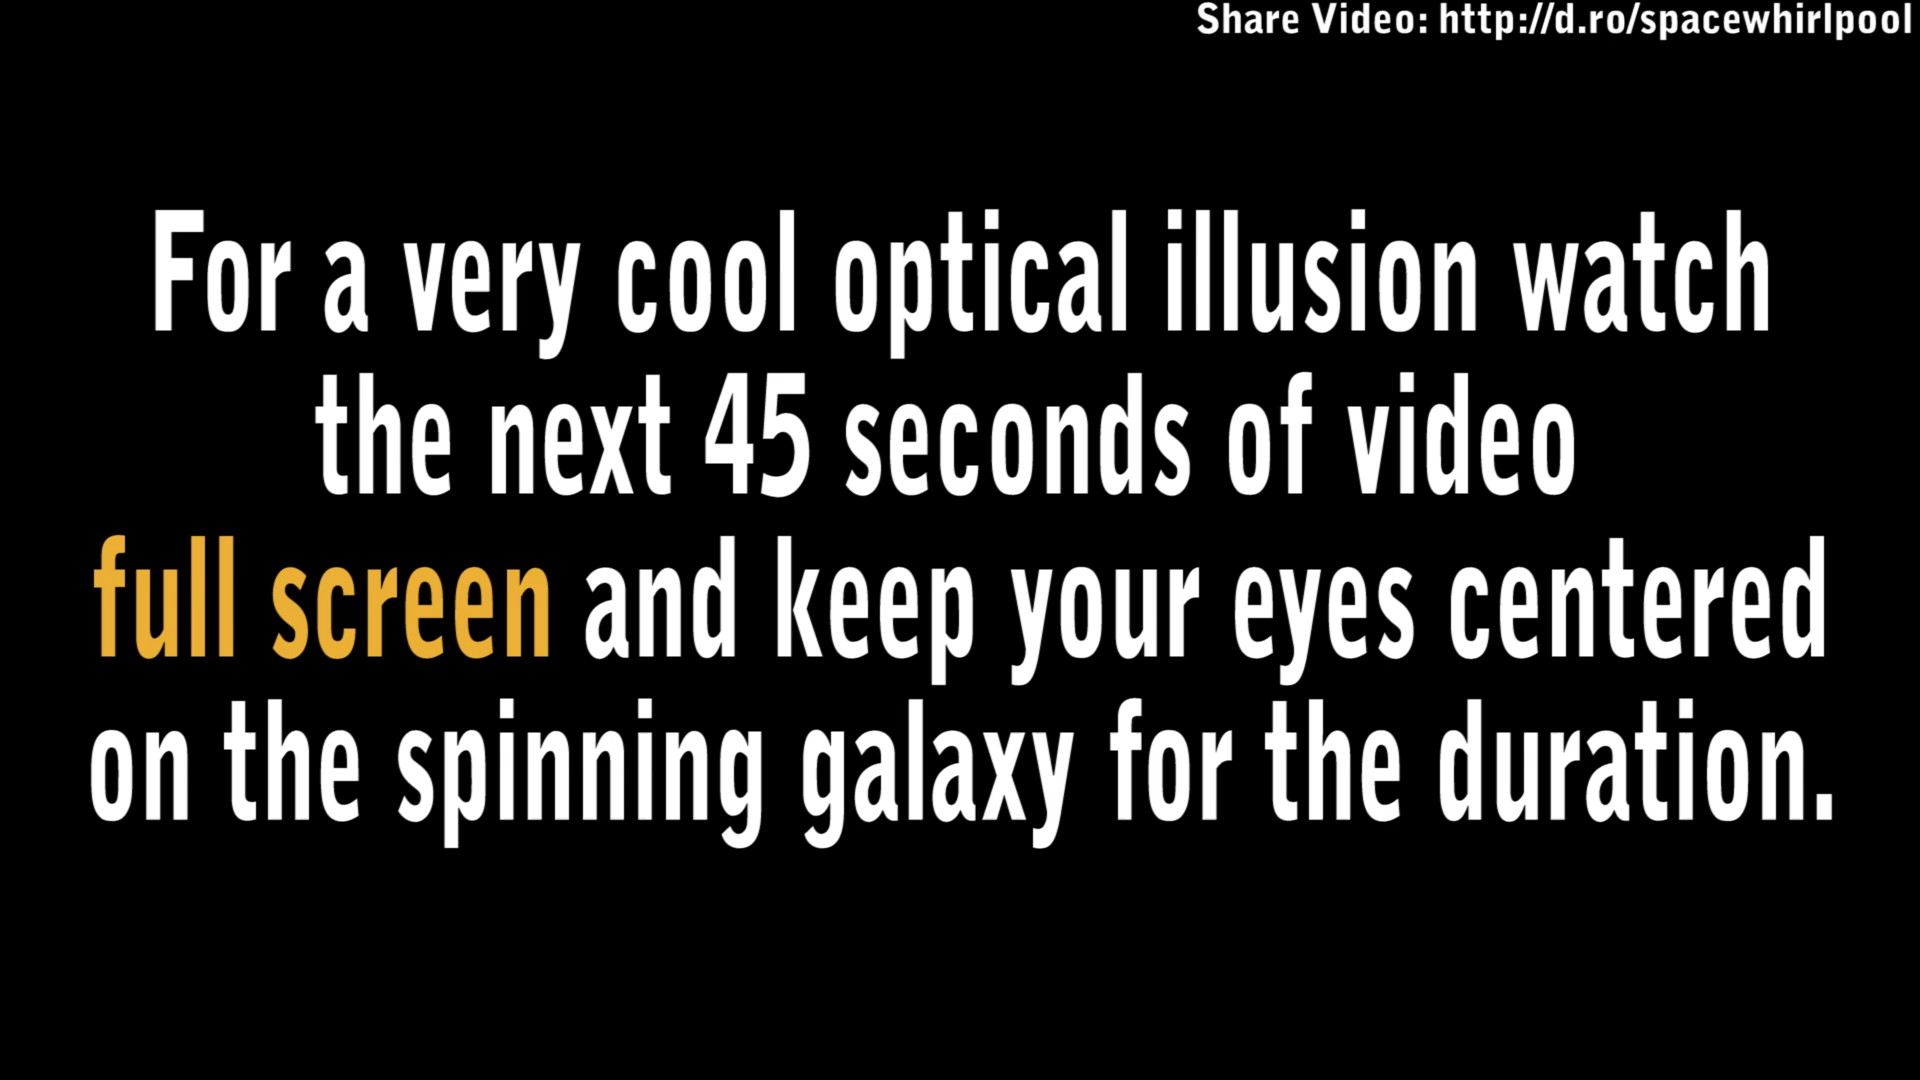 Share Video: http://d.ro/spacewhirlpool
For a very cool optical illusion watch
the next 45 seconds of video
full screen and keep your eyes centered
on the spinning galaxy for the duration.